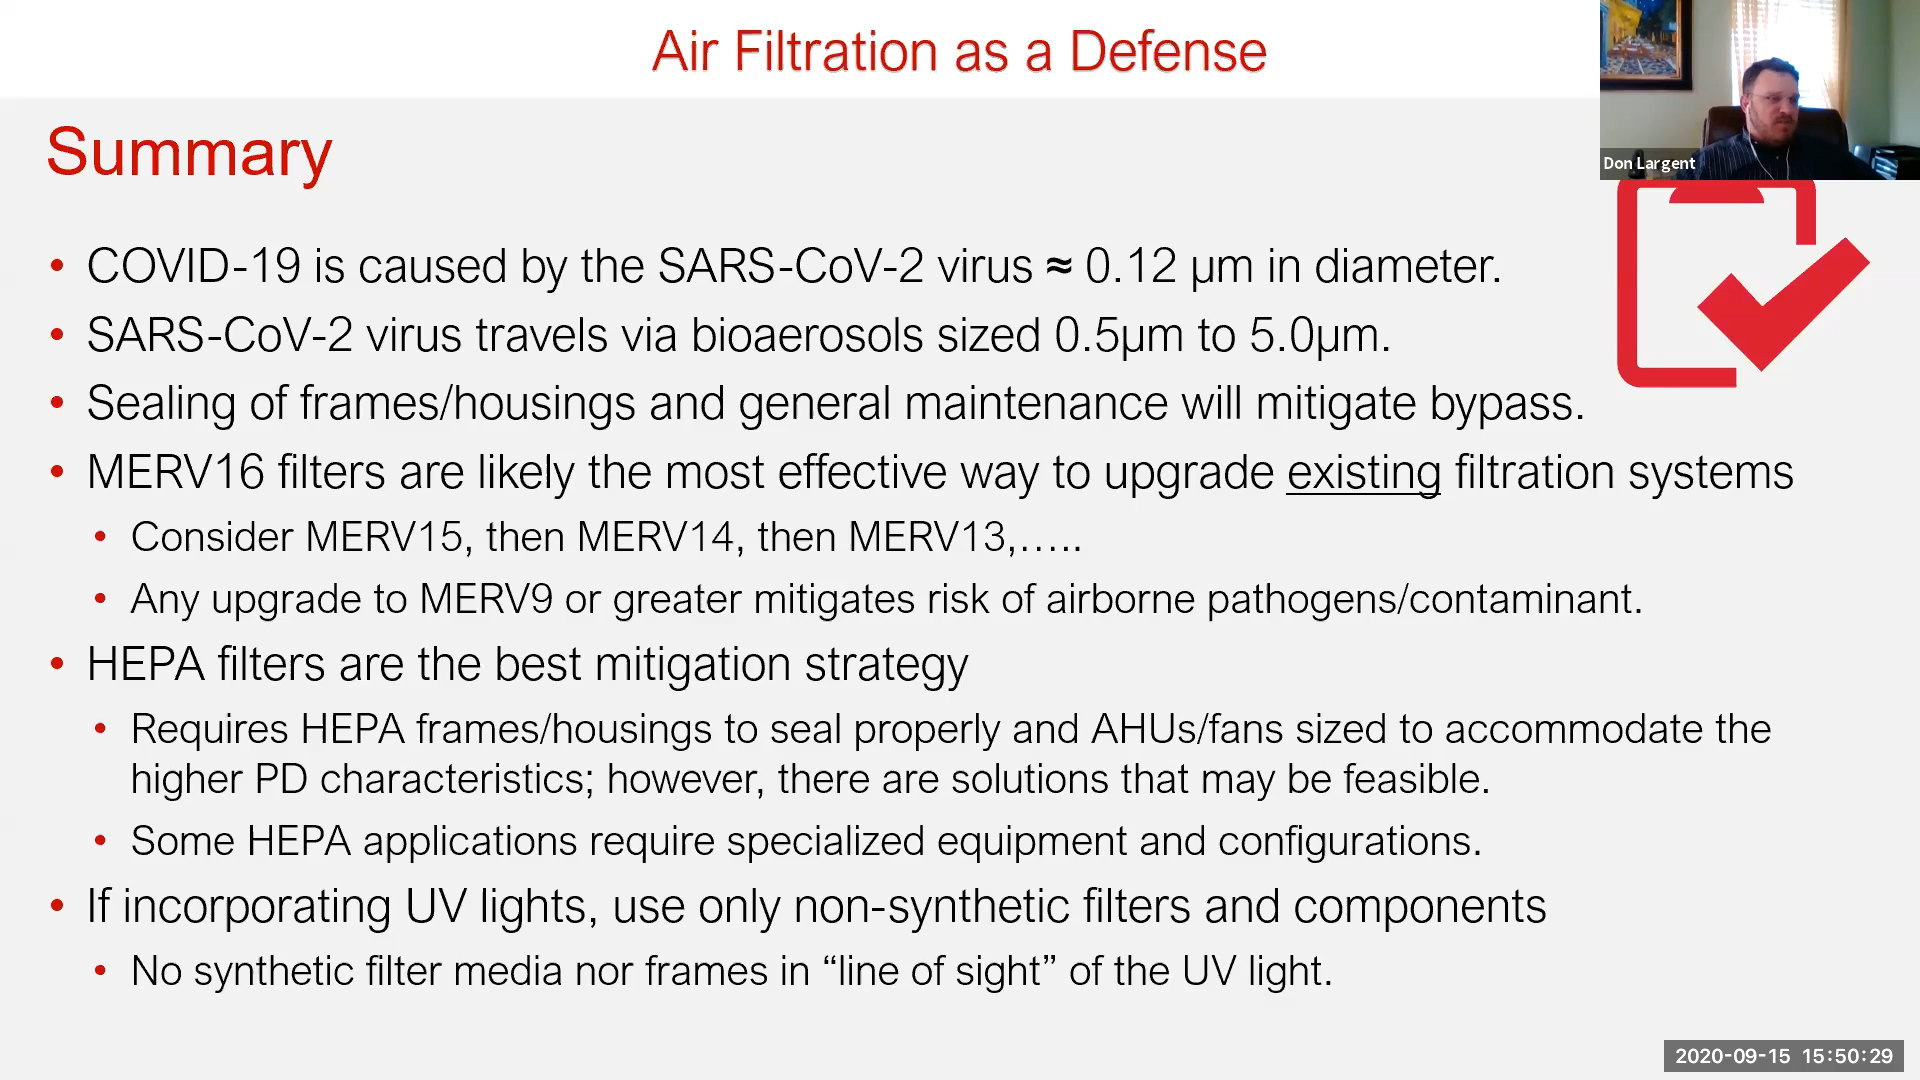 Air Filtration as a Defense
Don Largent
Summary
• COVID-19 is caused by the SARS-CoV-2 virus ≈ 0.12 µm in diameter.
• SARS-CoV-2 virus travels via bioaerosols sized 0.5µm to 5.0µm.
• Sealing of frames/housings and general maintenance will mitigate bypass.
• MERV16 filters are likely the most effective way to upgrade existing filtration systems
• Consider MERV15, then MERV14, then MERV13,.....
• Any upgrade to MERV9 or greater mitigates risk of airborne pathogens/contaminant.
• HEPA filters are the best mitigation strategy
• Requires HEPA frames/housings to seal properly and AHUs/fans sized to accommodate the
higher PD characteristics; however, there are solutions that may be feasible.
• Some HEPA applications require specialized equipment and configurations.
• If incorporating UV lights, use only non-synthetic filters and components
• No synthetic filter media nor frames in “line of sight” of the UV light.
2020-09-15 15:50:29